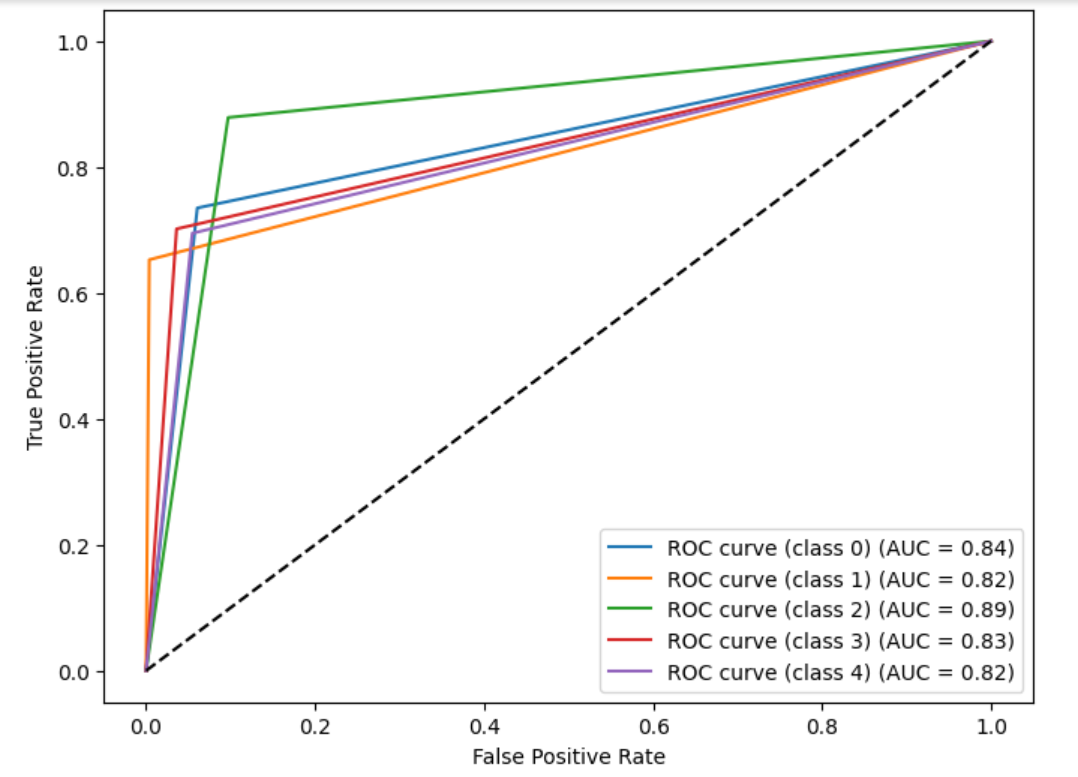 1.0
0.8
0.6
0.4
0.2
0.0
True Positive Rate
ROC curve (class 0) (AUC = 0.84)
ROC curve (class 1) (AUC = 0.82)
ROC curve (class 2) (AUC = 0.89)
ROC curve (class 3) (AUC = 0.83)
ROC curve (class 4) (AUC = 0.82)
0.0 0.2 0.4 0.6 0.8 1.0
False Positive Rate